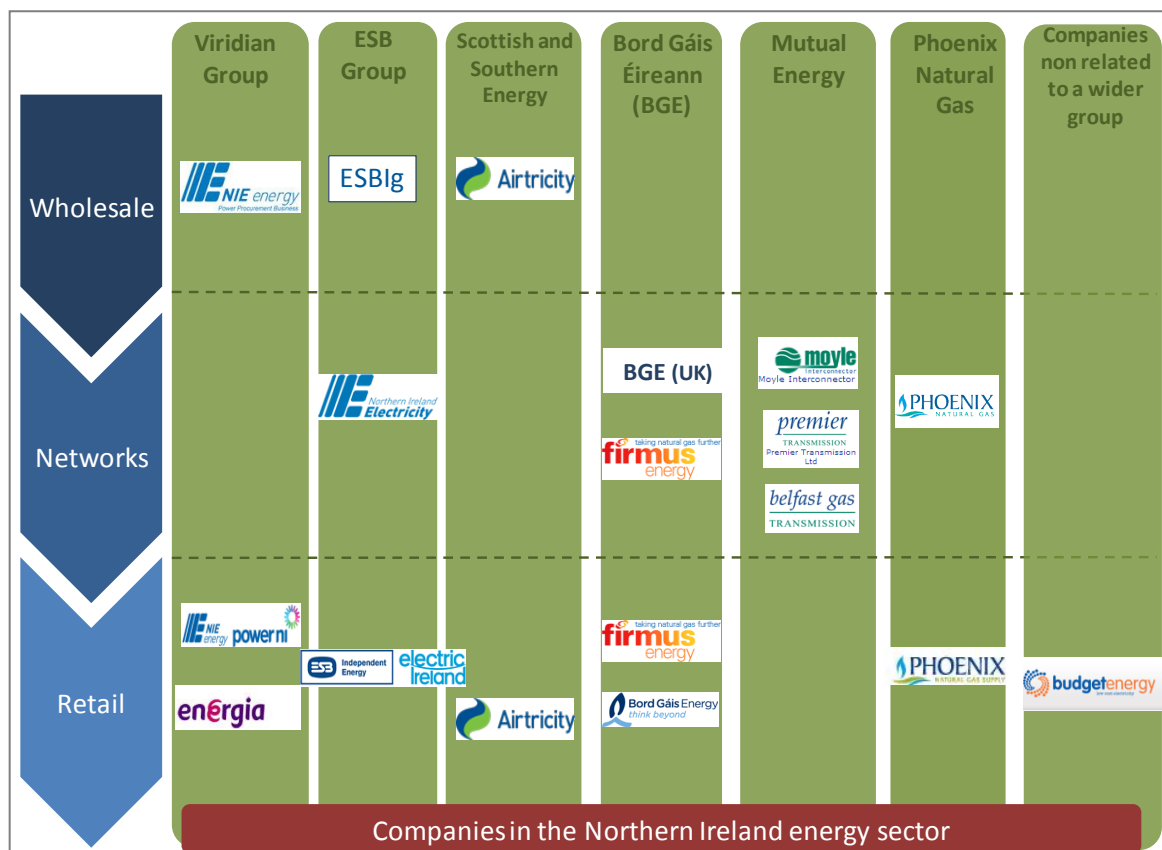 Viridian
Group
ESB
Group
Scottish and
Southern
Energy
Bord Gáis
Éireann
(BGE)
Mutual
Energy
Phoenix
Natural
Gas
Companies
non related
to a wider
group
Wholesale
NIE energy
Power Procurement Business
ESBIg
Airtricity
Networks
Northern Ireland
Electricity
BGE (UK)
taking natural gas further
firmus
energy
moyle
interconnector
Moyle Interconnector
premier
TRANSMISSION
Premier Transmission
Ltd
belfast gas
TRANSMISSION
PHOENIX
NATURAL GAS
Retail
NIE
energy
powerni
energia
ESB
Independent
Energy
electric
Ireland
Airtricity
taking natural gas further
firmus
energy
Bord Gáis Energy
think beyond
PHOENIX
NATURAL GAS SUPPLY
budgetenergy
Companies in the Northern Ireland energy sector